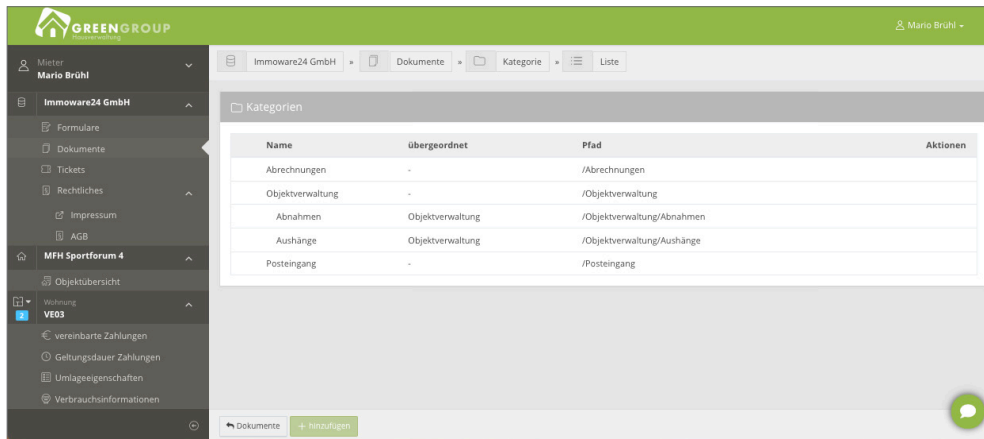 GREENGROUP
Hausverwaltung
Mario Brühl
Mieter
Mario Brühl
Immoware24 GmbH
Formulare
Dokumente
Tickets
Rechtliches
Impressum
AGB
MFH Sportforum 4
Objektübersicht
Wohnung
2 VE03
vereinbarte Zahlungen
Geltungsdauer Zahlungen
Umlageeigenschaften
Verbrauchsinformationen
Immoware24 GmbH » Dokumente » Kategorie » Liste
Kategorien
Name übergeordnet Pfad Aktionen
Abrechnungen - /Abrechnungen
Objektverwaltung - /Objektverwaltung
Abnahmen Objektverwaltung /Objektverwaltung/Abnahmen
Aushänge Objektverwaltung /Objektverwaltung/Aushänge
Posteingang - /Posteingang
Dokumente + hinzufügen